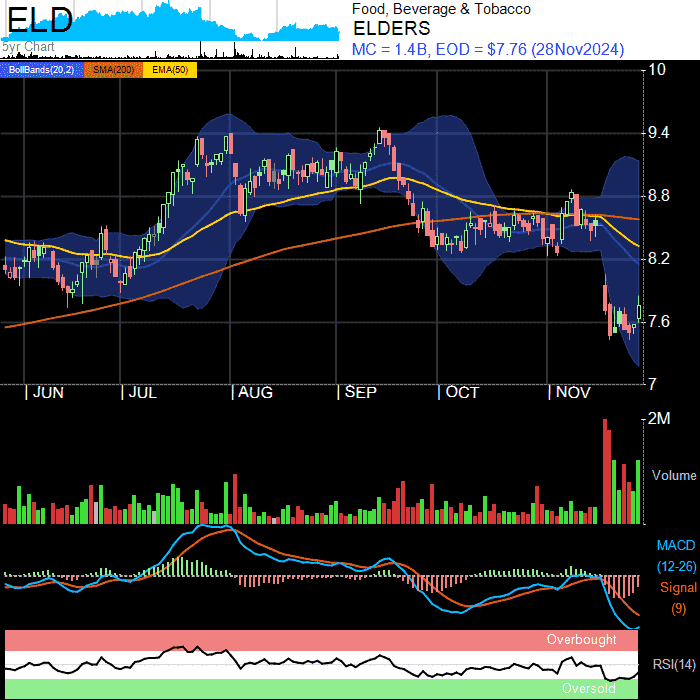 ELD
5yr Chart
Food, Beverage & Tobacco
ELDERS
MC = 1.4B, EOD = $7.76 (28Nov2024)
BollBands(20,2) SMA(200) EMA(50)
10
9.4
8.8
8.2
7.6
7
JUN JUL AUG SEP OCT NOV
2M
Volume
MACD
(12-26)
Signal
(9)
Overbought
RSI(14)
Oversold